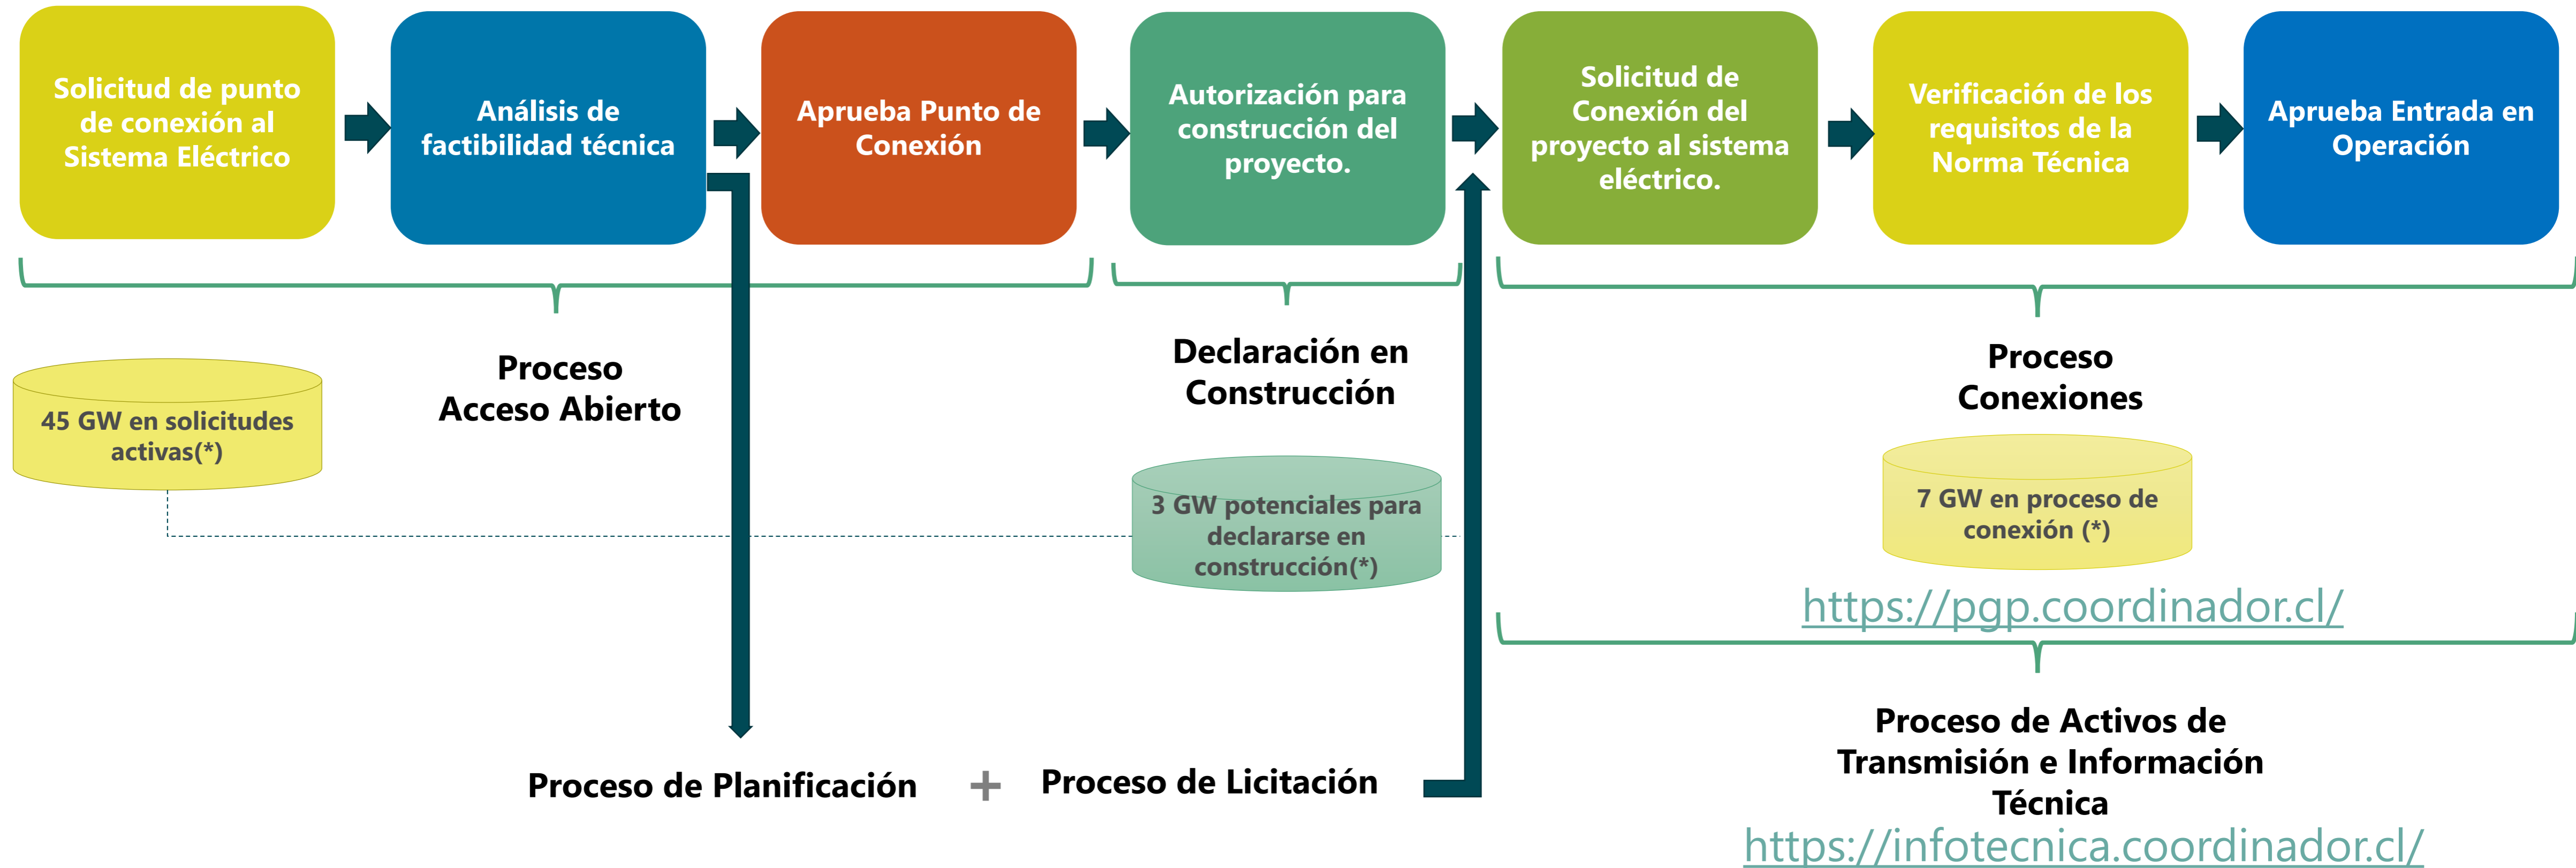 Solicitud de punto
de conexión al
Sistema Eléctrico
Análisis de
factibilidad técnica
Aprueba Punto de
Conexión
Autorización para
construcción del
proyecto.
Solicitud de
Conexión del
proyecto al sistema
eléctrico.
Verificación de los
requisitos de la
Norma Técnica
Aprueba Entrada en
Operación
Proceso
Acceso Abierto
Declaración en
Construcción
Proceso
Conexiones
45 GW en solicitudes
activas(*)
3 GW potenciales para
declararse en
construcción(*)
7 GW en proceso de
conexión (*)
https://pgp.coordinador.cl/
Proceso de Planificación + Proceso de Licitación
Proceso de Activos de
Transmisión e Información
Técnica
https://infotecnica.coordinador.cl/